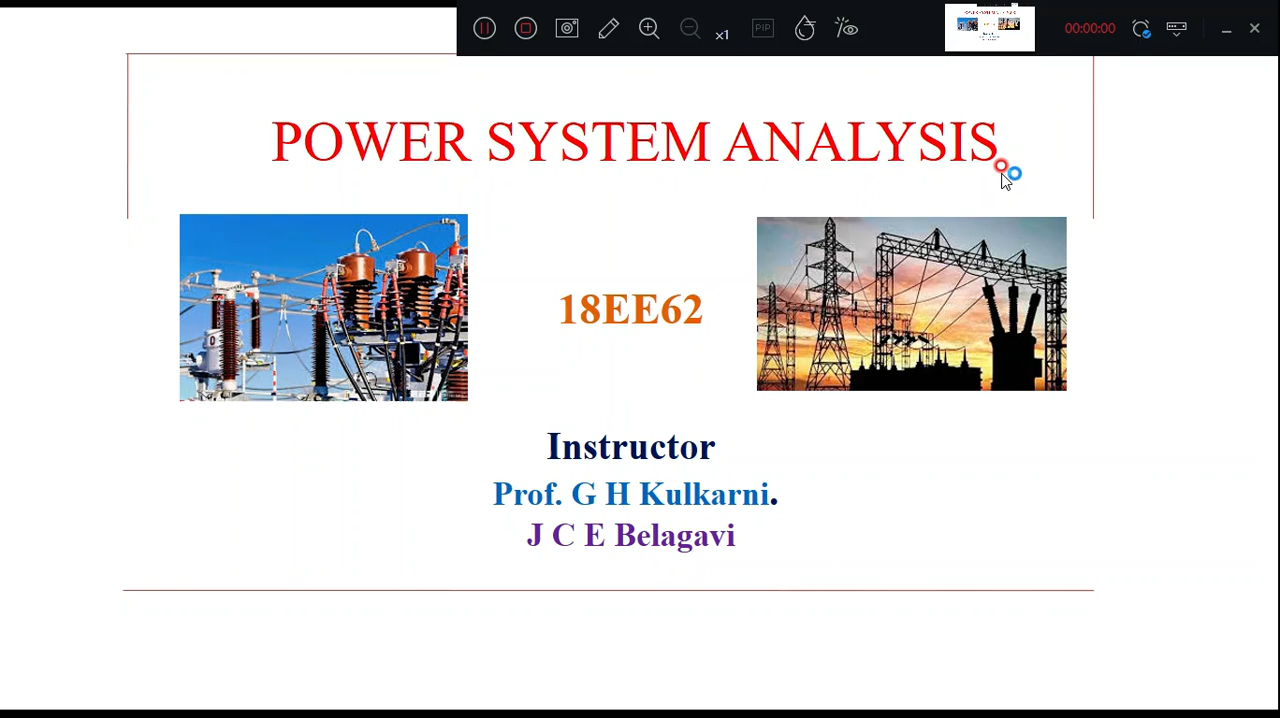 x1
PIP
00:00:00
POWER SYSTEM ANALYSIS
18EE62
Instructor
Prof. G H Kulkarni.
J C E Belagavi